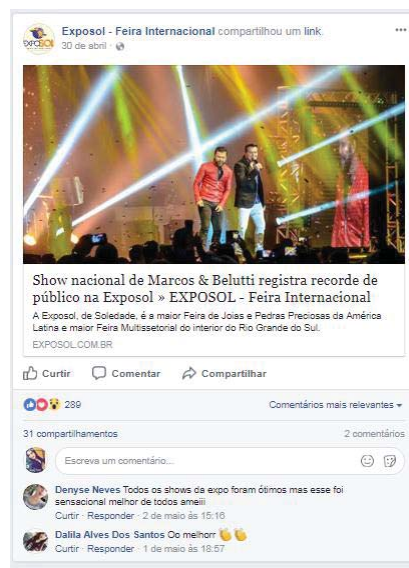 Exposol - Feira Internacional compartilhou um link.
30 de abril ·
EXPOSOL
Show nacional de Marcos & Belutti registra recorde de
público na Exposol » EXPOSOL - Feira Internacional
A Exposol, de Soledade, é a maior Feira de Joias e Pedras Preciosas da América
Latina e maior Feira Multissetorial do interior do Rio Grande do Sul.
EXPOSOL.COM.BR
Curtir Comentar Compartilhar
289 Comentários mais relevantes
31 compartilhamentos 2 comentários
Escreva um comentário...
Denyse Neves Todos os shows da expo foram ótimos mas esse foi
sensacional melhor de todos ameiii
Curtir · Responder · 2 de maio às 15:16
Dalila Alves Dos Santos Oo melhorr 👏 👏
Curtir · Responder · 1 de maio às 18:57